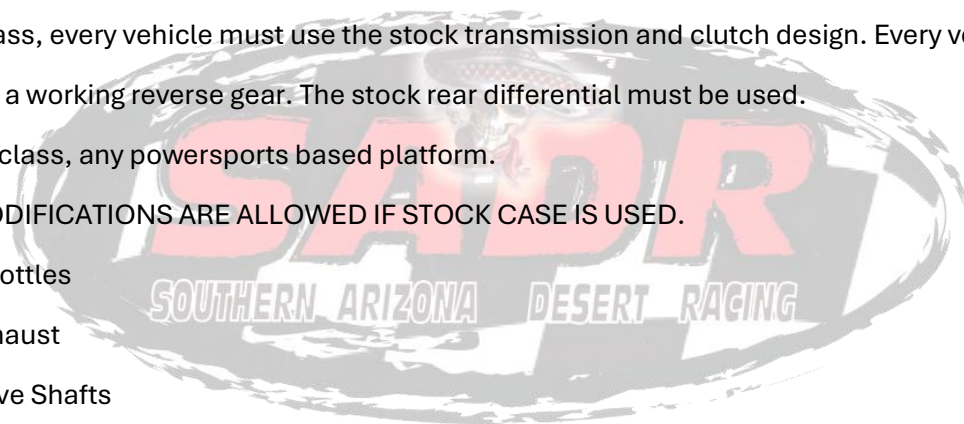 ass, every vehicle must use the stock transmission and clutch design. Every ve
a working reverse gear. The stock rear differential must be used.
class, any powersports based platform.
ODIFICATIONS ARE ALLOWED IF STOCK CASE IS USED.
ottles
haust
ve Shafts
SADR
SOUTHERN ARIZONA DESERT RACING